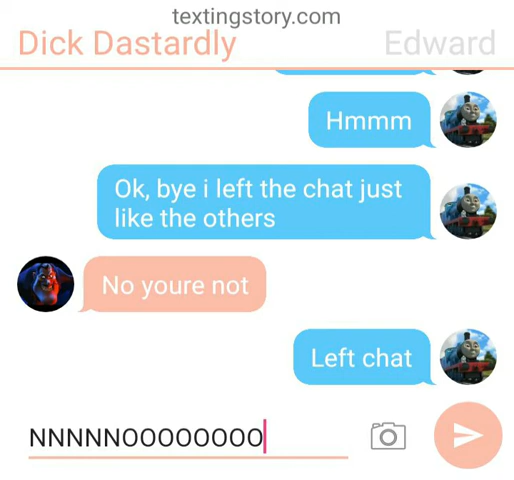 textingstory.com
Dick Dastardly
Edward
Hmmm
Ok, bye i left the chat just
like the others
No youre not
Left chat
NNNNNOOOOOOOO